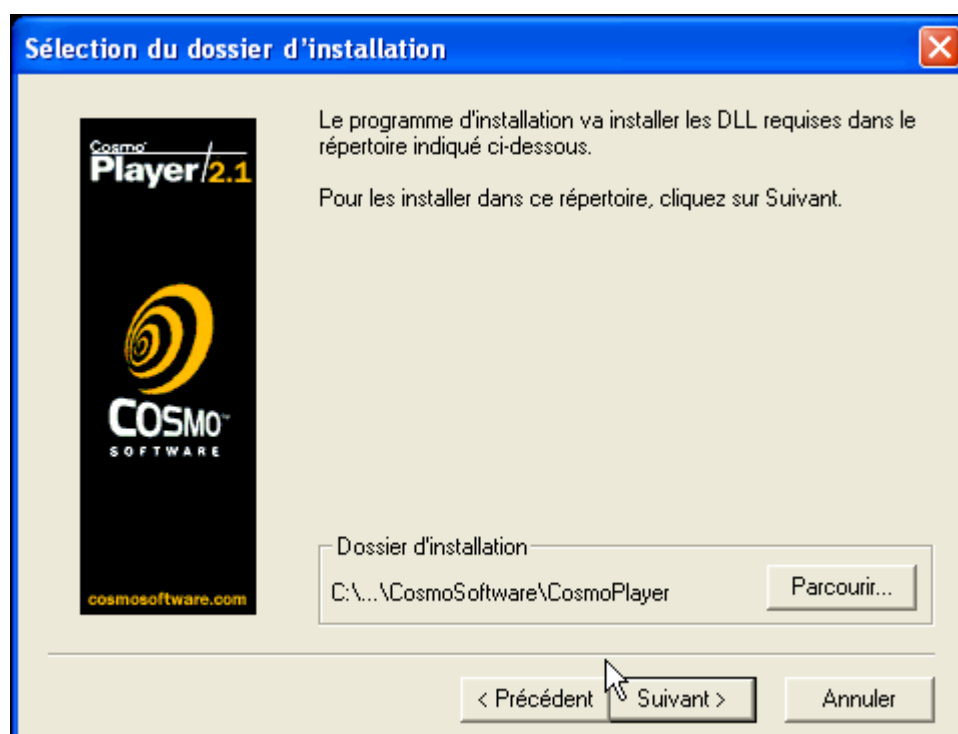 Sélection du dossier d'installation
Cosmo
Player 2.1
COSMO™
SOFTWARE
cosmosoftware.com
Le programme d'installation va installer les DLL requises dans le
répertoire indiqué ci-dessous.
Pour les installer dans ce répertoire, cliquez sur Suivant.
Dossier d'installation
C:\...\CosmoSoftware\CosmoPlayer
Parcourir...
< Précédent
Suivant >
Annuler